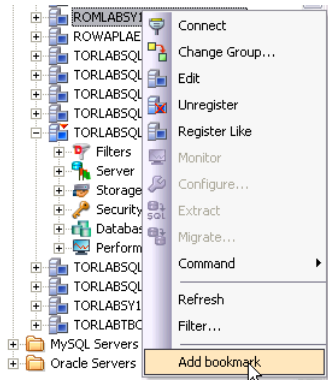 ROMLABSY1
ROWAPLAE
TORLABSQL
TORLABSQL
TORLABSQL
TORLABSQL
TORLABSQL
Filters
Server
Storage
Security
Databas
Perform
TORLABSQL
TORLABSQL
TORLABSY1
TORLABTBC
MySQL Servers
Oracle Servers
Connect
Change Group...
Edit
Unregister
Register Like
Monitor
Configure...
Extract
Migrate...
Command
Refresh
Filter...
Add bookmark